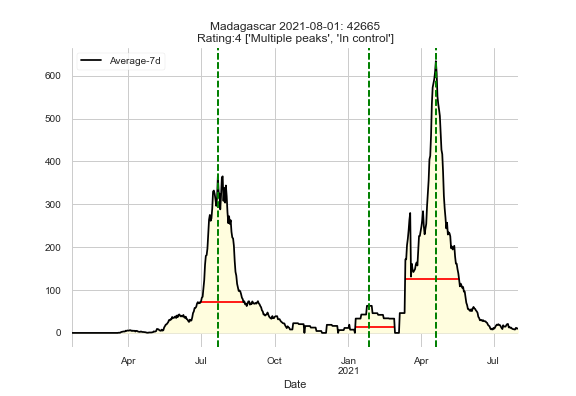 Madagascar 2021-08-01: 42665
Rating:4 ['Multiple peaks', 'In control']
Average-7d
600
500
400
300
200
100
0
Apr
Jul
Oct
Jan
2021
Apr
Jul
Date